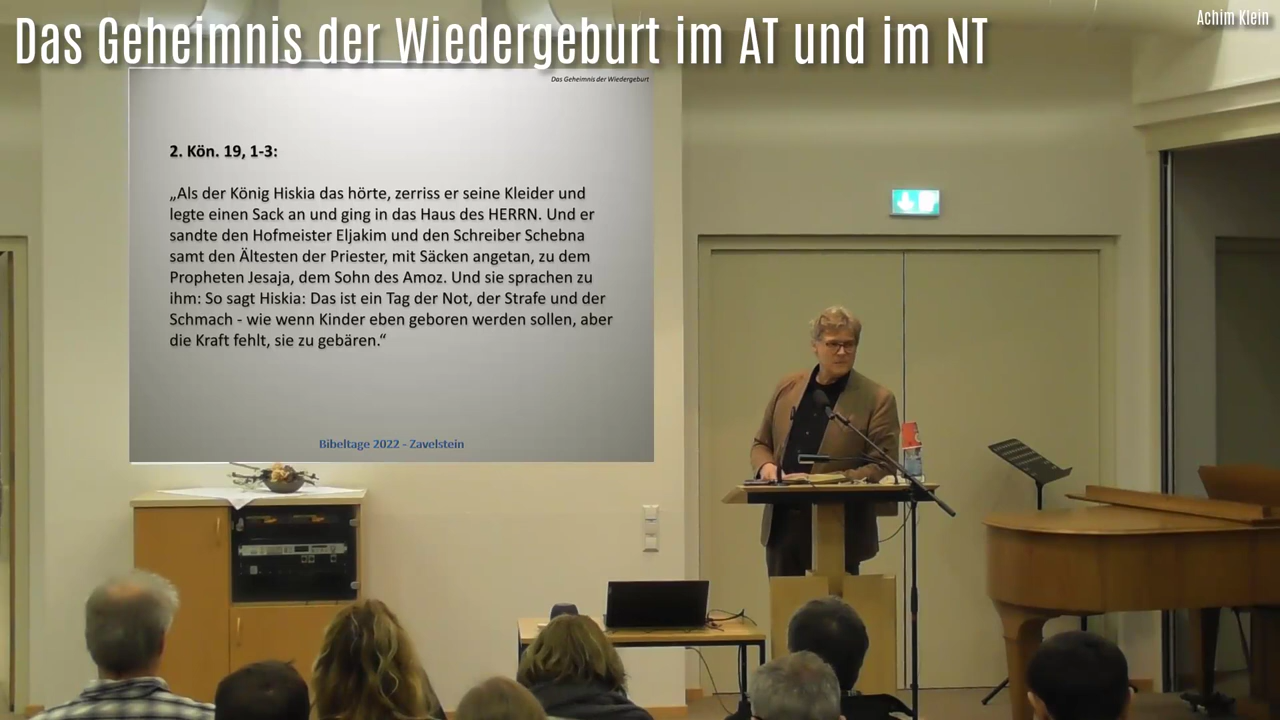 Das Geheimnis der Wiedergeburt im AT und im NT
Achim Klein
Das Geheimnis der Wiedergeburt
2. Kön. 19, 1-3:
„Als der König Hiskia das hörte, zerriss er seine Kleider und
legte einen Sack an und ging in das Haus des HERRN. Und er
sandte den Hofmeister Eljakim und den Schreiber Schebna
samt den Ältesten der Priester, mit Säcken angetan, zu dem
Propheten Jesaja, dem Sohn des Amoz. Und sie sprachen zu
ihm: So sagt Hiskia: Das ist ein Tag der Not, der Strafe und der
Schmach - wie wenn Kinder eben geboren werden sollen, aber
die Kraft fehlt, sie zu gebären.“
Bibeltage 2022 - Zavelstein